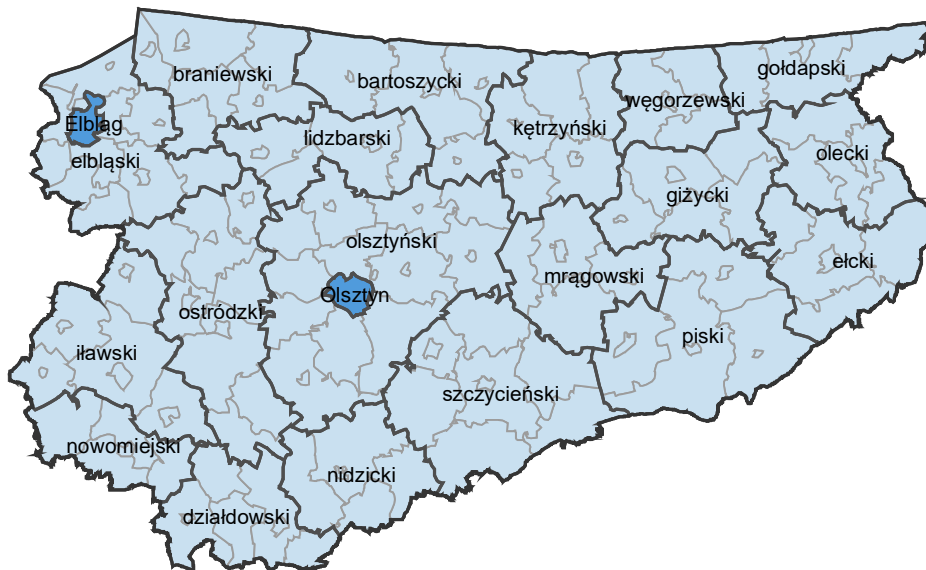 gołdapski
braniewski
bartoszycki
węgorzewski
Elbląg
kętrzyński
lidzbarski
elbląski
olecki
giżycki
olsztyński
ełcki
mrągowski
Olsztyn
ostródzki
piski
iławski
szczycieński
nowomiejski
nidzicki
działdowski